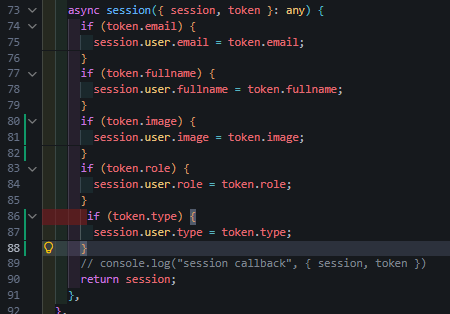 73 async session({ session, token }: any) {
74 if (token.email) {
75 session.user.email = token.email;
76 }
77 if (token.fullname) {
78 session.user.fullname = token.fullname;
79 }
80 if (token.image) {
81 session.user.image = token.image;
82 }
83 if (token.role) {
84 session.user.role = token.role;
85 }
86 if (token.type) {
87 session.user.type = token.type;
88 }
89 // console.log("session callback", { session, token })
90 return session;
91 },
92 },